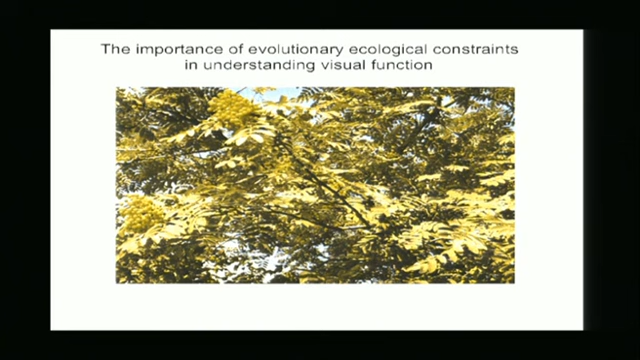 The importance of evolutionary ecological constraints
in understanding visual function